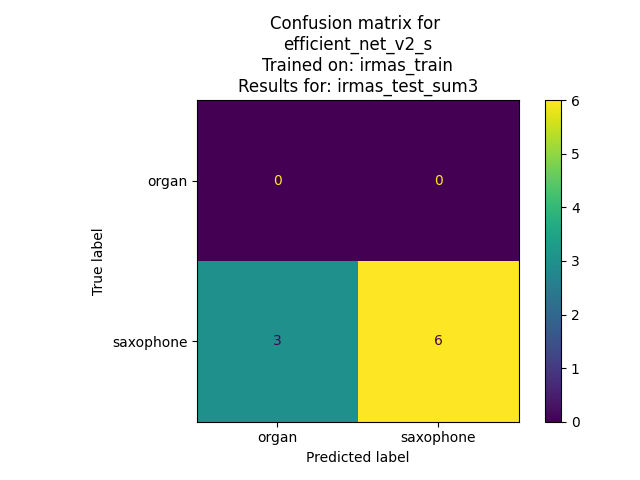 Confusion matrix for
efficient_net_v2_s
Trained on: irmas_train
Results for: irmas_test_sum3
organ
0
0
saxophone
3
6
organ
saxophone
Predicted label
True label
6
5
4
3
2
1
0